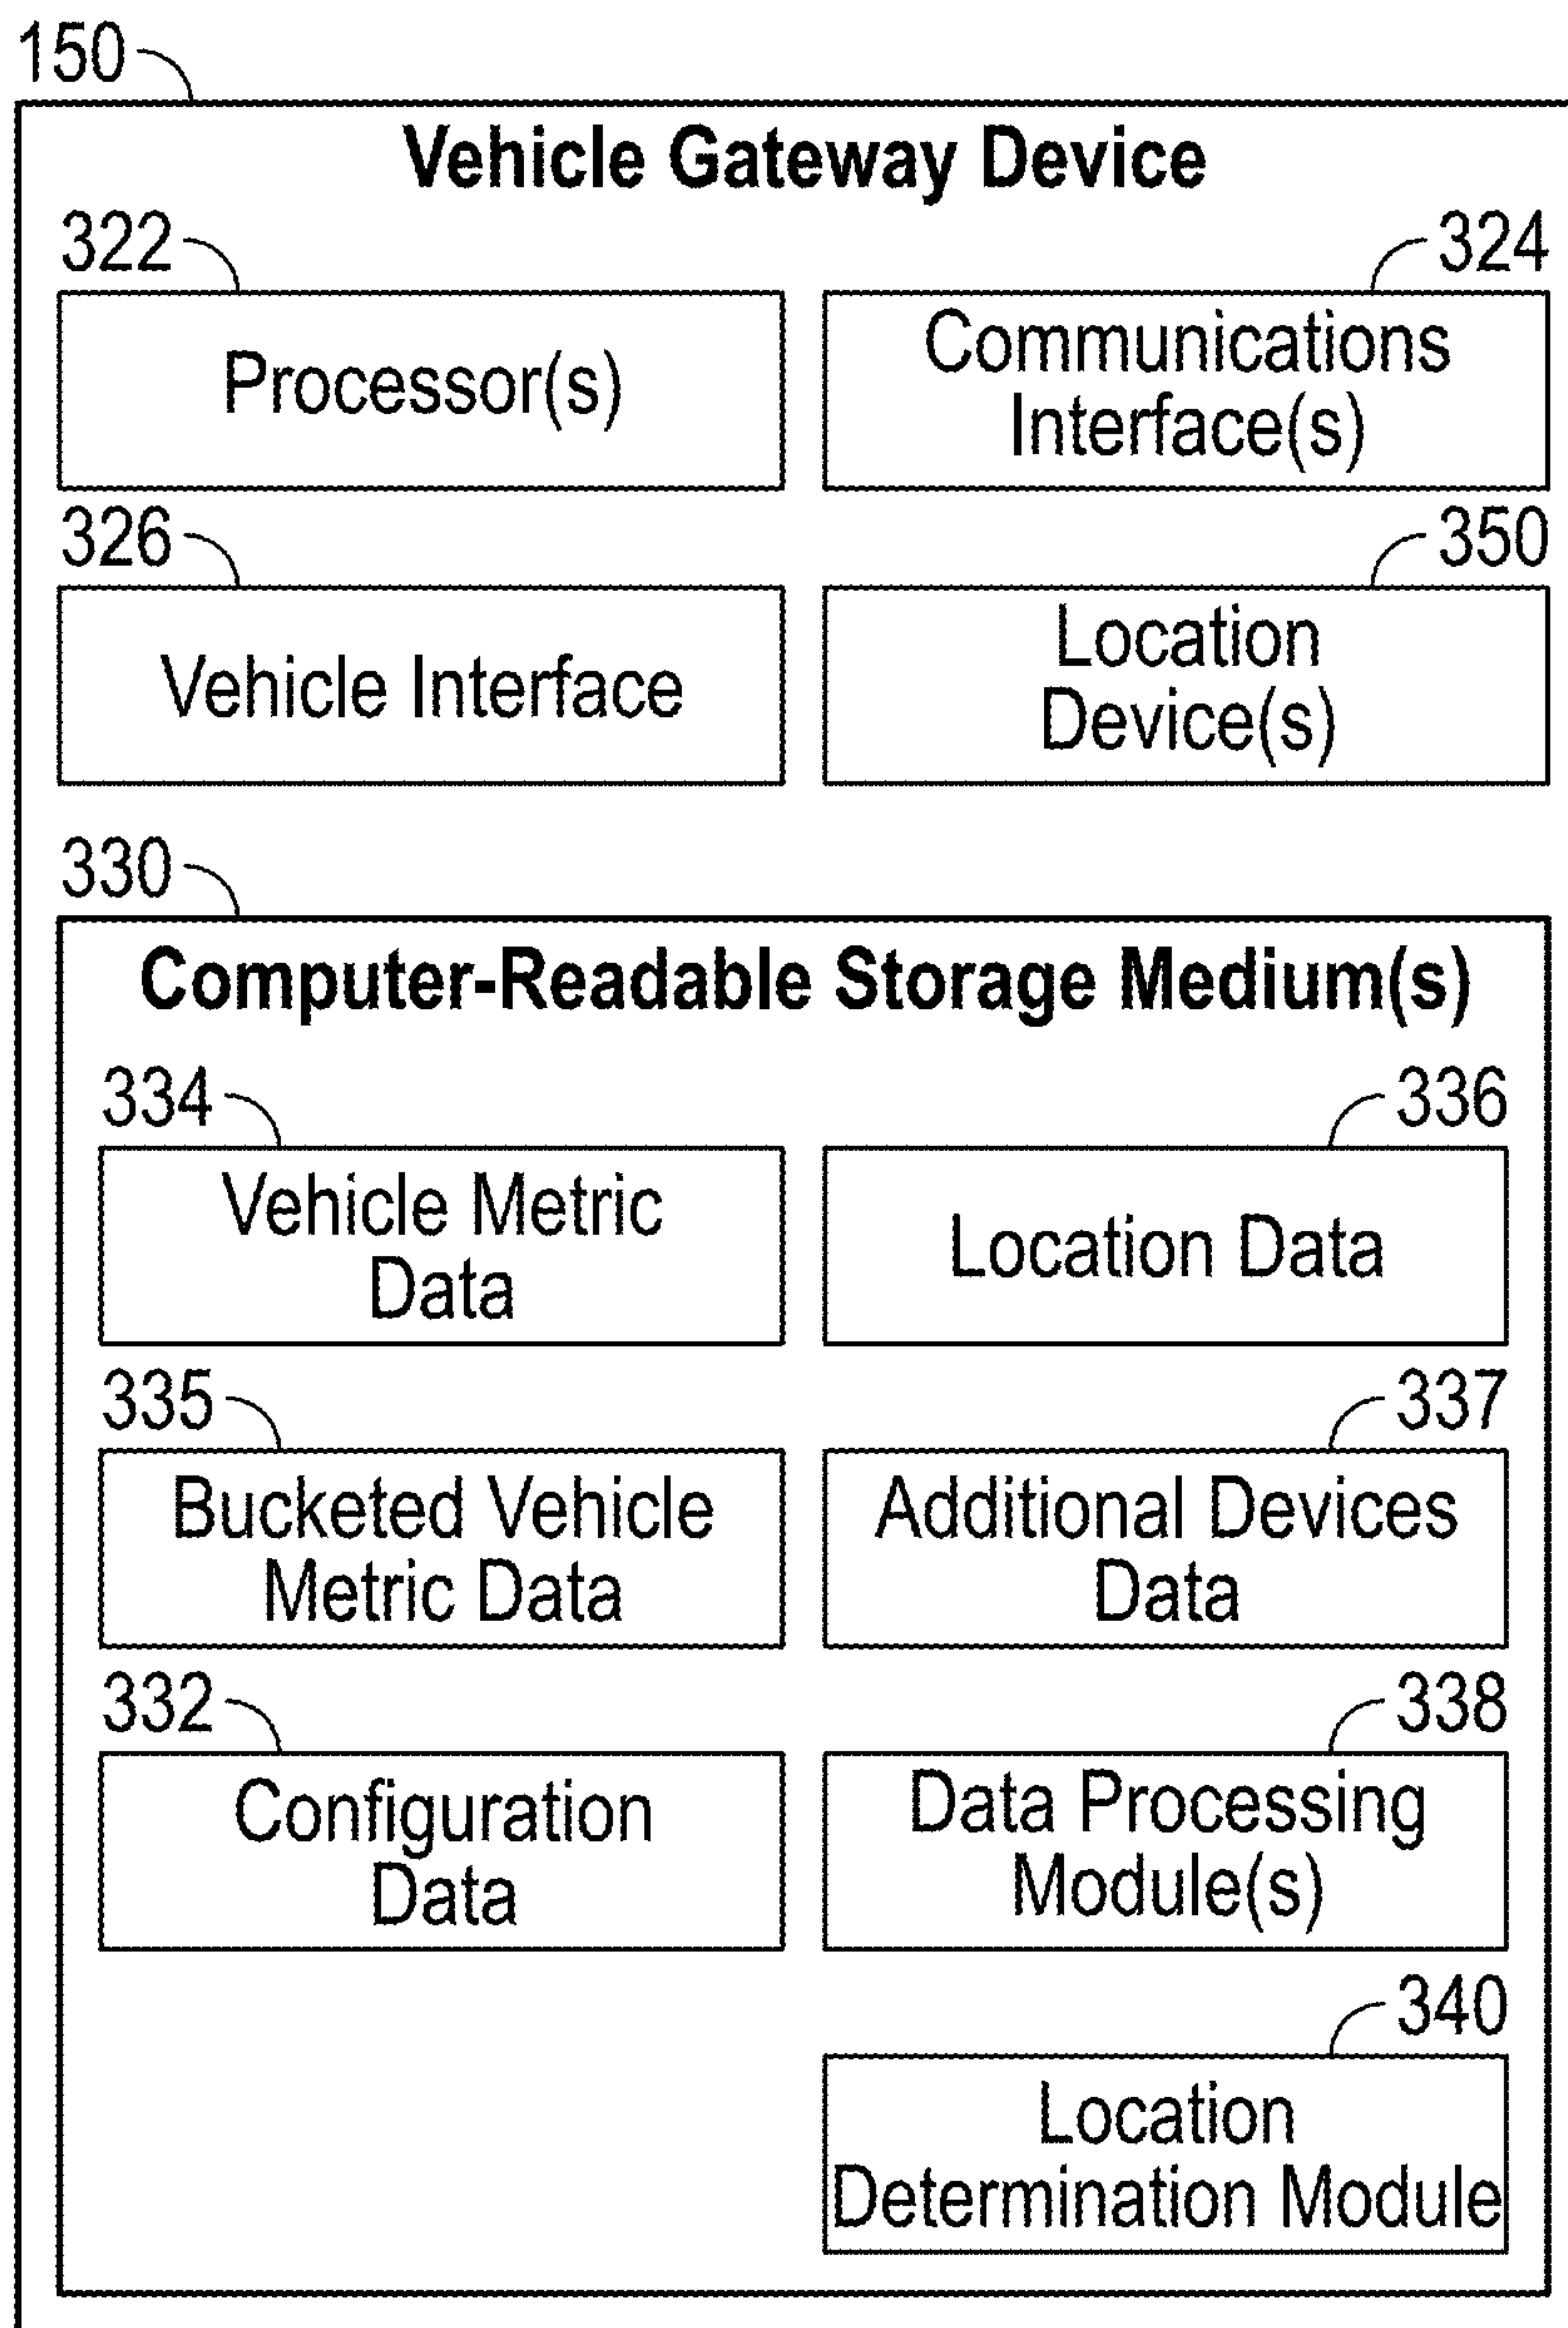 150
Vehicle Gateway Device
322
324
Processor(s)
Communications
Interface(s)
326
350
Vehicle Interface
Location
Device(s)
330
Computer-Readable Storage Medium(s)
334
336
Vehicle Metric
Data
Location Data
335
337
Bucketed Vehicle
Metric Data
Additional Devices
Data
332
338
Configuration
Data
Data Processing
Module(s)
340
Location
Determination Module